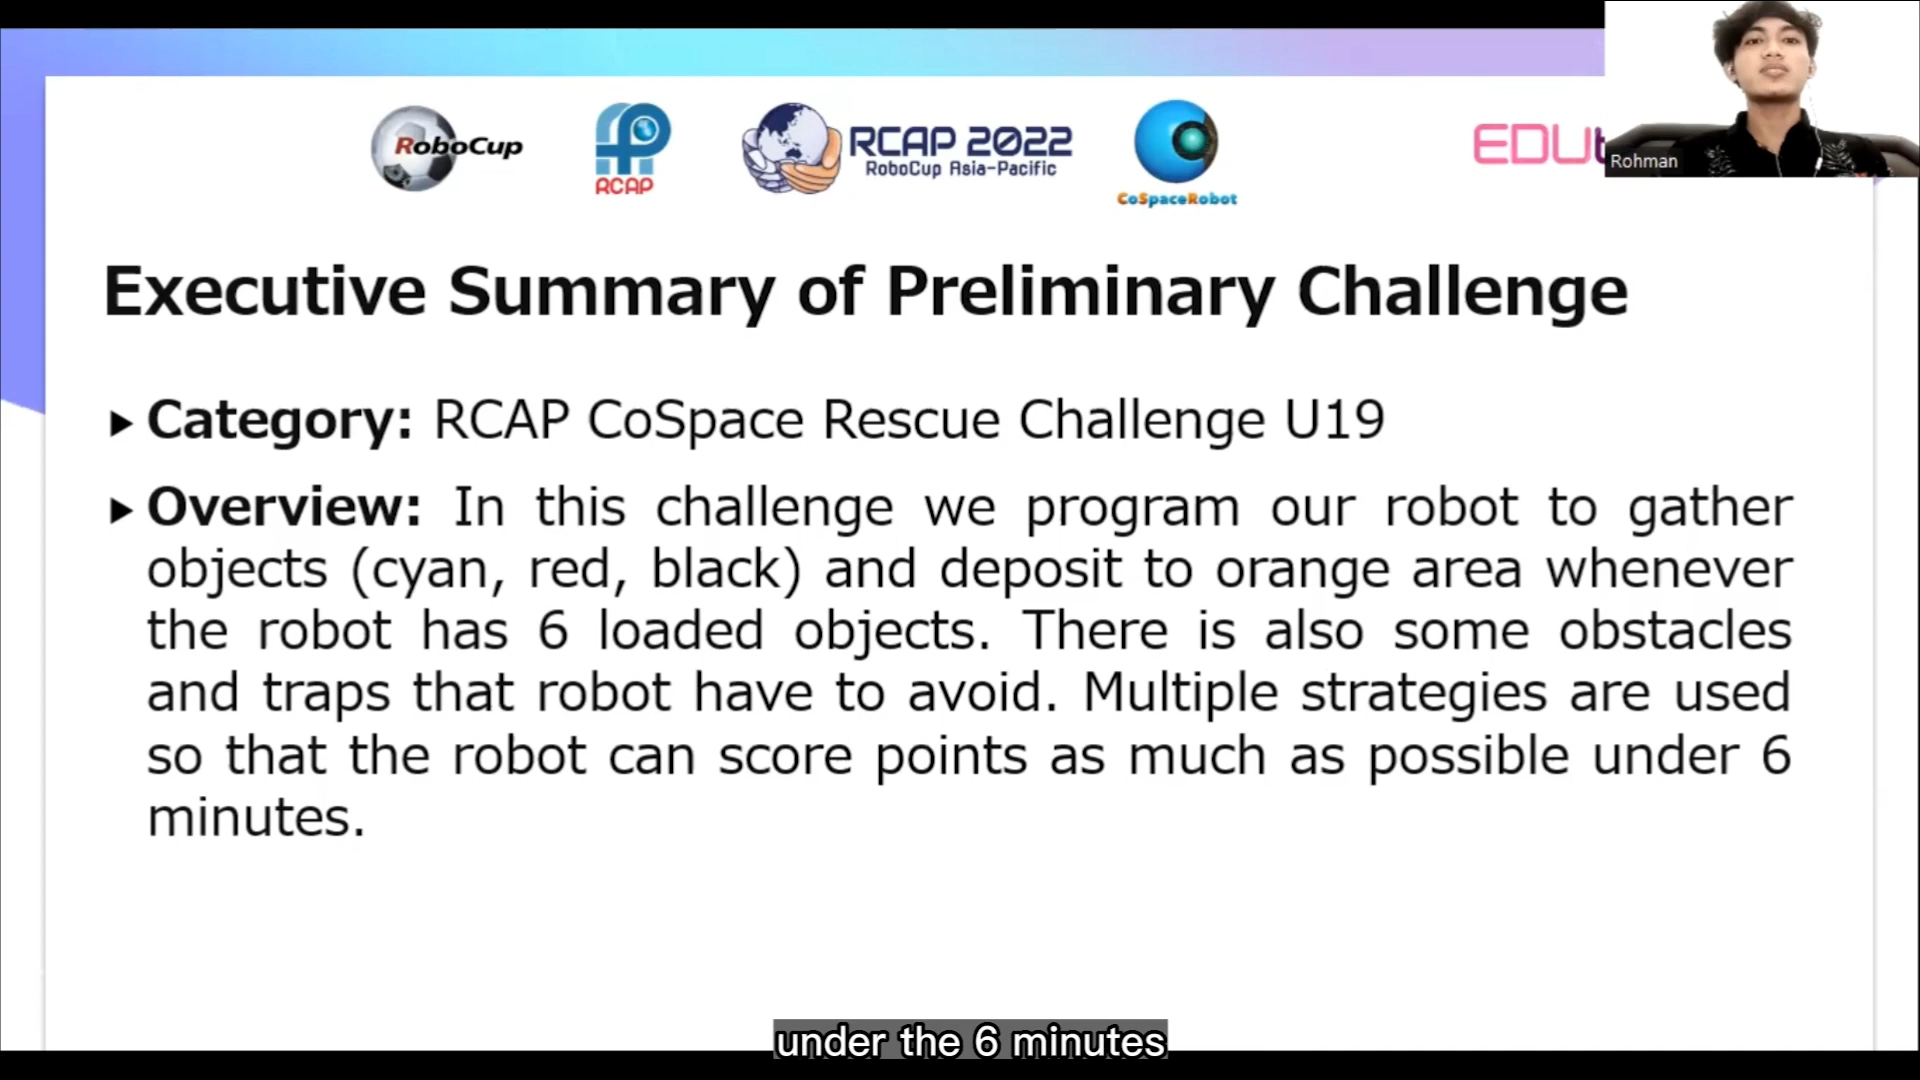 RoboCup
RCAP
RCAP 2022
RoboCup Asia-Pacific
CoSpaceRobot
EDU
Rohman
Executive Summary of Preliminary Challenge
Category: RCAP CoSpace Rescue Challenge U19
Overview: In this challenge we program our robot to gather
objects (cyan, red, black) and deposit to orange area whenever
the robot has 6 loaded objects. There is also some obstacles
and traps that robot have to avoid. Multiple strategies are used
so that the robot can score points as much as possible under 6
minutes.
under the 6 minutes